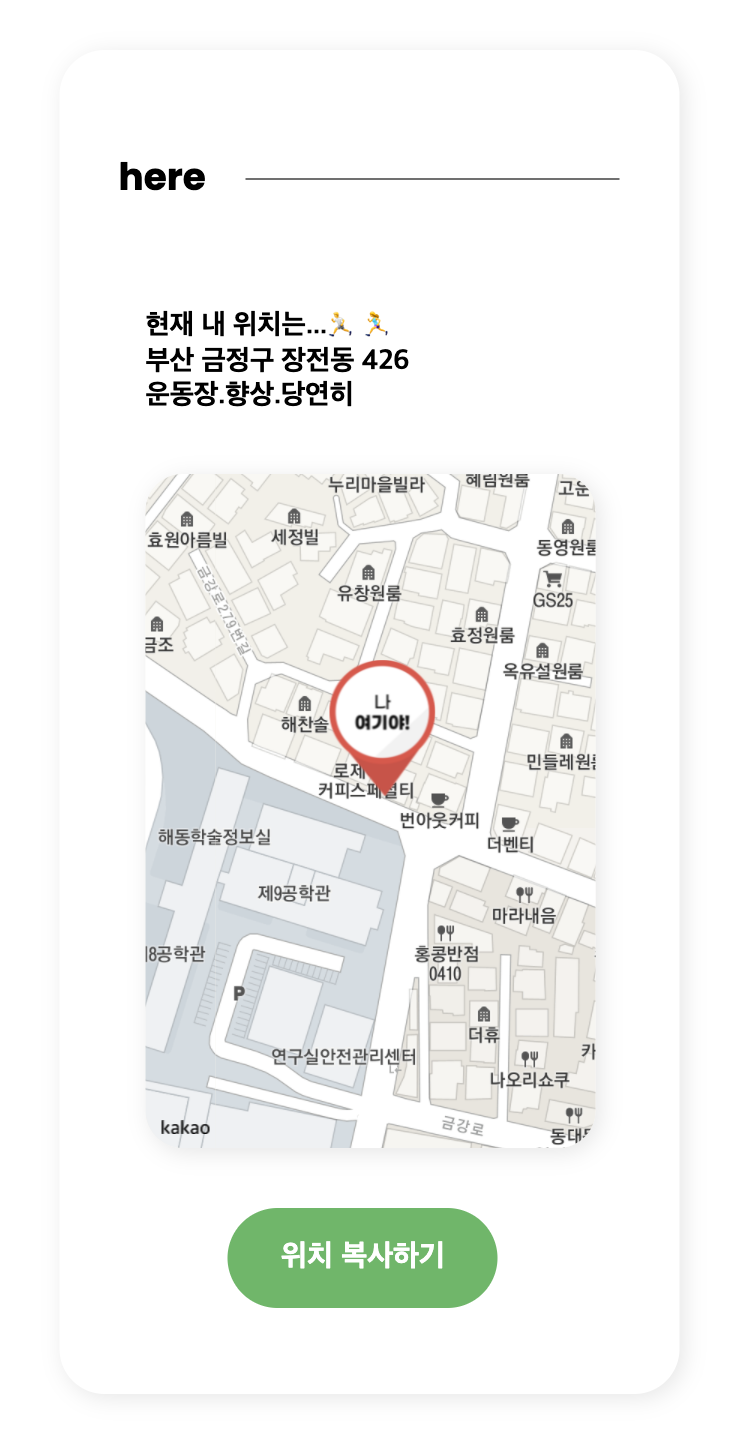 here
현재 내 위치는...🏃 🏃‍♀️
부산 금정구 장전동 426
운동장.향상.당연히
누리마을빌라
혜림원룸
고운
효원아름빌
세정빌
동영원룸
유창원룸
GS25
금강로279번길
효정원룸
금조
옥유설원룸
나
여기야!
해찬솔
민들레원룸
로제
커피스페셜티
번아웃커피
더벤티
해동학술정보실
제9공학관
마라내음
홍콩반점
0410
8공학관
P
더휴
연구실안전관리센터
카
나오리쇼쿠
금강로
동대문
kakao
위치 복사하기